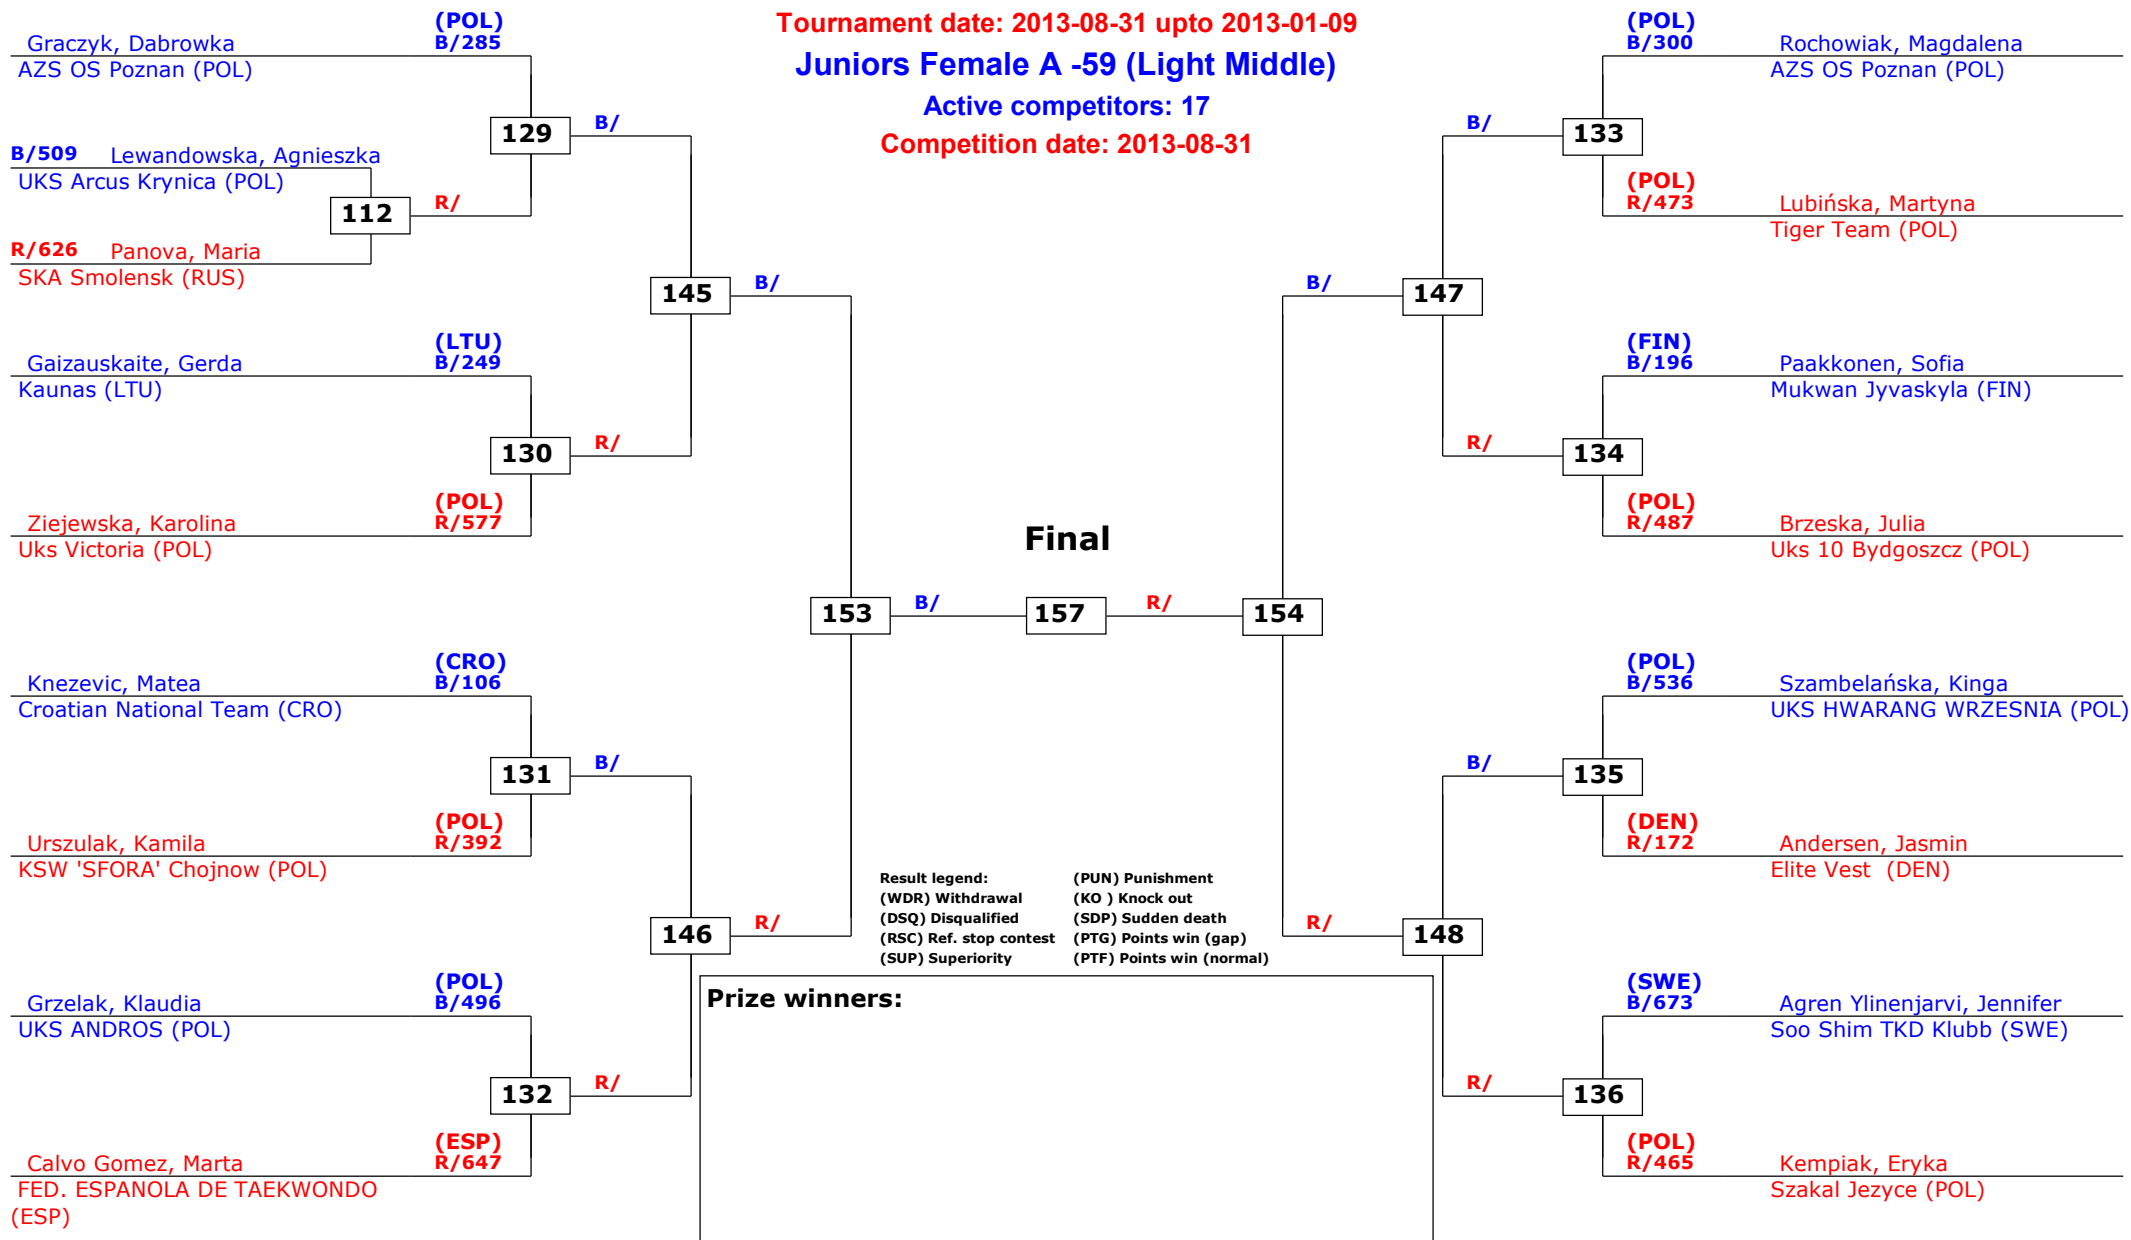 Tournament date: 2013-08-31 upto 2013-01-09
Juniors Female A -59 (Light Middle)
Active competitors: 17
Competition date: 2013-08-31
(POL)
Graczyk, Dabrowka B/285
AZS OS Poznan (POL)
129
B/
B/509 Lewandowska, Agnieszka
UKS Arcus Krynica (POL)
112
R/
R/626 Panova, Maria
SKA Smolensk (RUS)
145
B/
(LTU)
Gaizauskaite, Gerda B/249
Kaunas (LTU)
130
R/
(POL)
Ziejewska, Karolina R/577
Uks Victoria (POL)
153
B/
(CRO)
Knezevic, Matea B/106
Croatian National Team (CRO)
131
B/
(POL)
Urszulak, Kamila R/392
KSW 'SFORA' Chojnow (POL)
146
R/
(POL)
Grzelak, Klaudia B/496
UKS ANDROS (POL)
132
R/
(ESP)
Calvo Gomez, Marta R/647
FED. ESPANOLA DE TAEKWONDO
(ESP)
Final
157
R/
154
(POL)
B/300 Rochowiak, Magdalena
AZS OS Poznan (POL)
B/
133
(POL)
R/473 Lubińska, Martyna
Tiger Team (POL)
B/
147
(FIN)
B/196 Paakkonen, Sofia
Mukwan Jyvaskyla (FIN)
R/
134
(POL)
R/487 Brzeska, Julia
Uks 10 Bydgoszcz (POL)
(POL)
B/536 Szambelańska, Kinga
UKS HWARANG WRZESNIA (POL)
B/
135
(DEN)
R/172 Andersen, Jasmin
Elite Vest (DEN)
R/
148
(SWE)
B/673 Agren Ylinenjarvi, Jennifer
Soo Shim TKD Klubb (SWE)
R/
136
(POL)
R/465 Kempiak, Eryka
Szakal Jezyce (POL)
Result legend: (PUN) Punishment
(WDR) Withdrawal (KO ) Knock out
(DSQ) Disqualified (SDP) Sudden death
(RSC) Ref. stop contest (PTG) Points win (gap)
(SUP) Superiority (PTF) Points win (normal)
Prize winners: